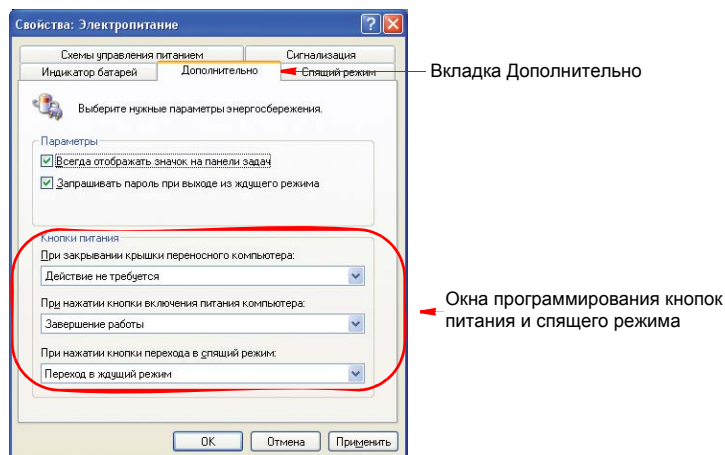 Свойства: Электропитание
Схемы управления питанием
Сигнализация
Индикатор батарей
Дополнительно
Спящий режим
Вкладка Дополнительно
Выберите нужные параметры энергосбережения.
Параметры
Всегда отображать значок на панели задач
Запрашивать пароль при выходе из ждущего режима
Кнопки питания
При закрывании крышки переносного компьютера:
Действие не требуется
При нажатии кнопки включения питания компьютера:
Завершение работы
При нажатии кнопки перехода в спящий режим:
Переход в ждущий режим
Окна программирования кнопок
питания и спящего режима
OK
Отмена
Применить